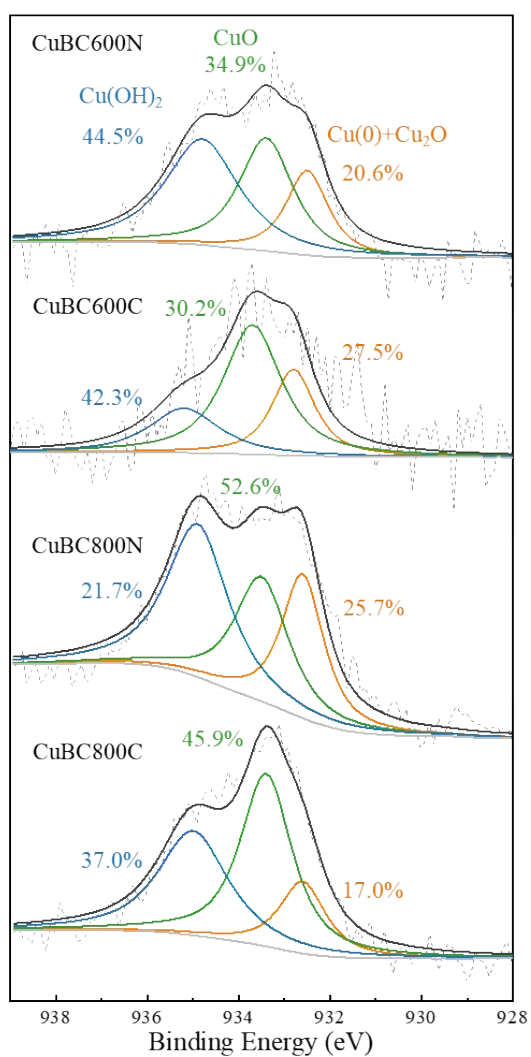 CuBC600N
CuO
34.9%
Cu(OH)₂
44.5%
Cu(0)+Cu₂O
20.6%
CuBC600C
30.2%
27.5%
42.3%
52.6%
CuBC800N
21.7%
25.7%
CuBC800C
45.9%
37.0%
17.0%
938 936 934 932 930 928
Binding Energy (eV)